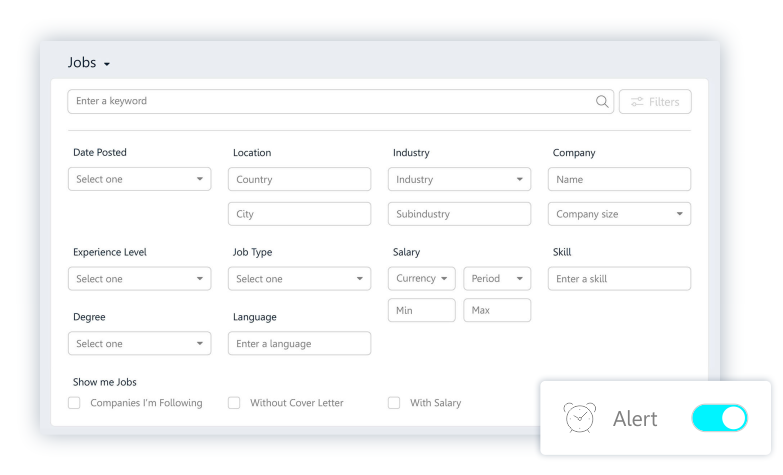 Jobs
Enter a keyword
Filters
Date Posted
Location
Industry
Company
Select one
Country
Industry
Name
City
Subindustry
Company size
Experience Level
Job Type
Salary
Skill
Select one
Select one
Currency
Period
Enter a skill
Min
Max
Degree
Language
Select one
Enter a language
Show me Jobs
Companies I'm Following
Without Cover Letter
With Salary
Alert